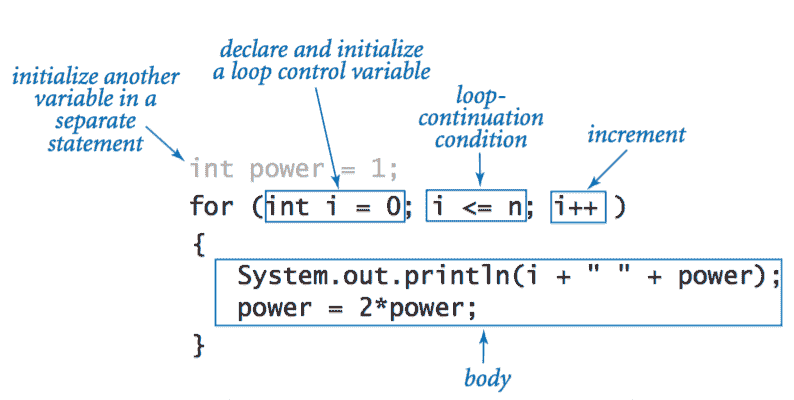 declare and initialize
a loop control variable
initialize another
variable in a
separate
statement
loop-
continuation
condition
increment
int power = 1;
for (int i = 0; i <= n; i++ )
{
System.out.println(i + " " + power);
power = 2*power;
}
body